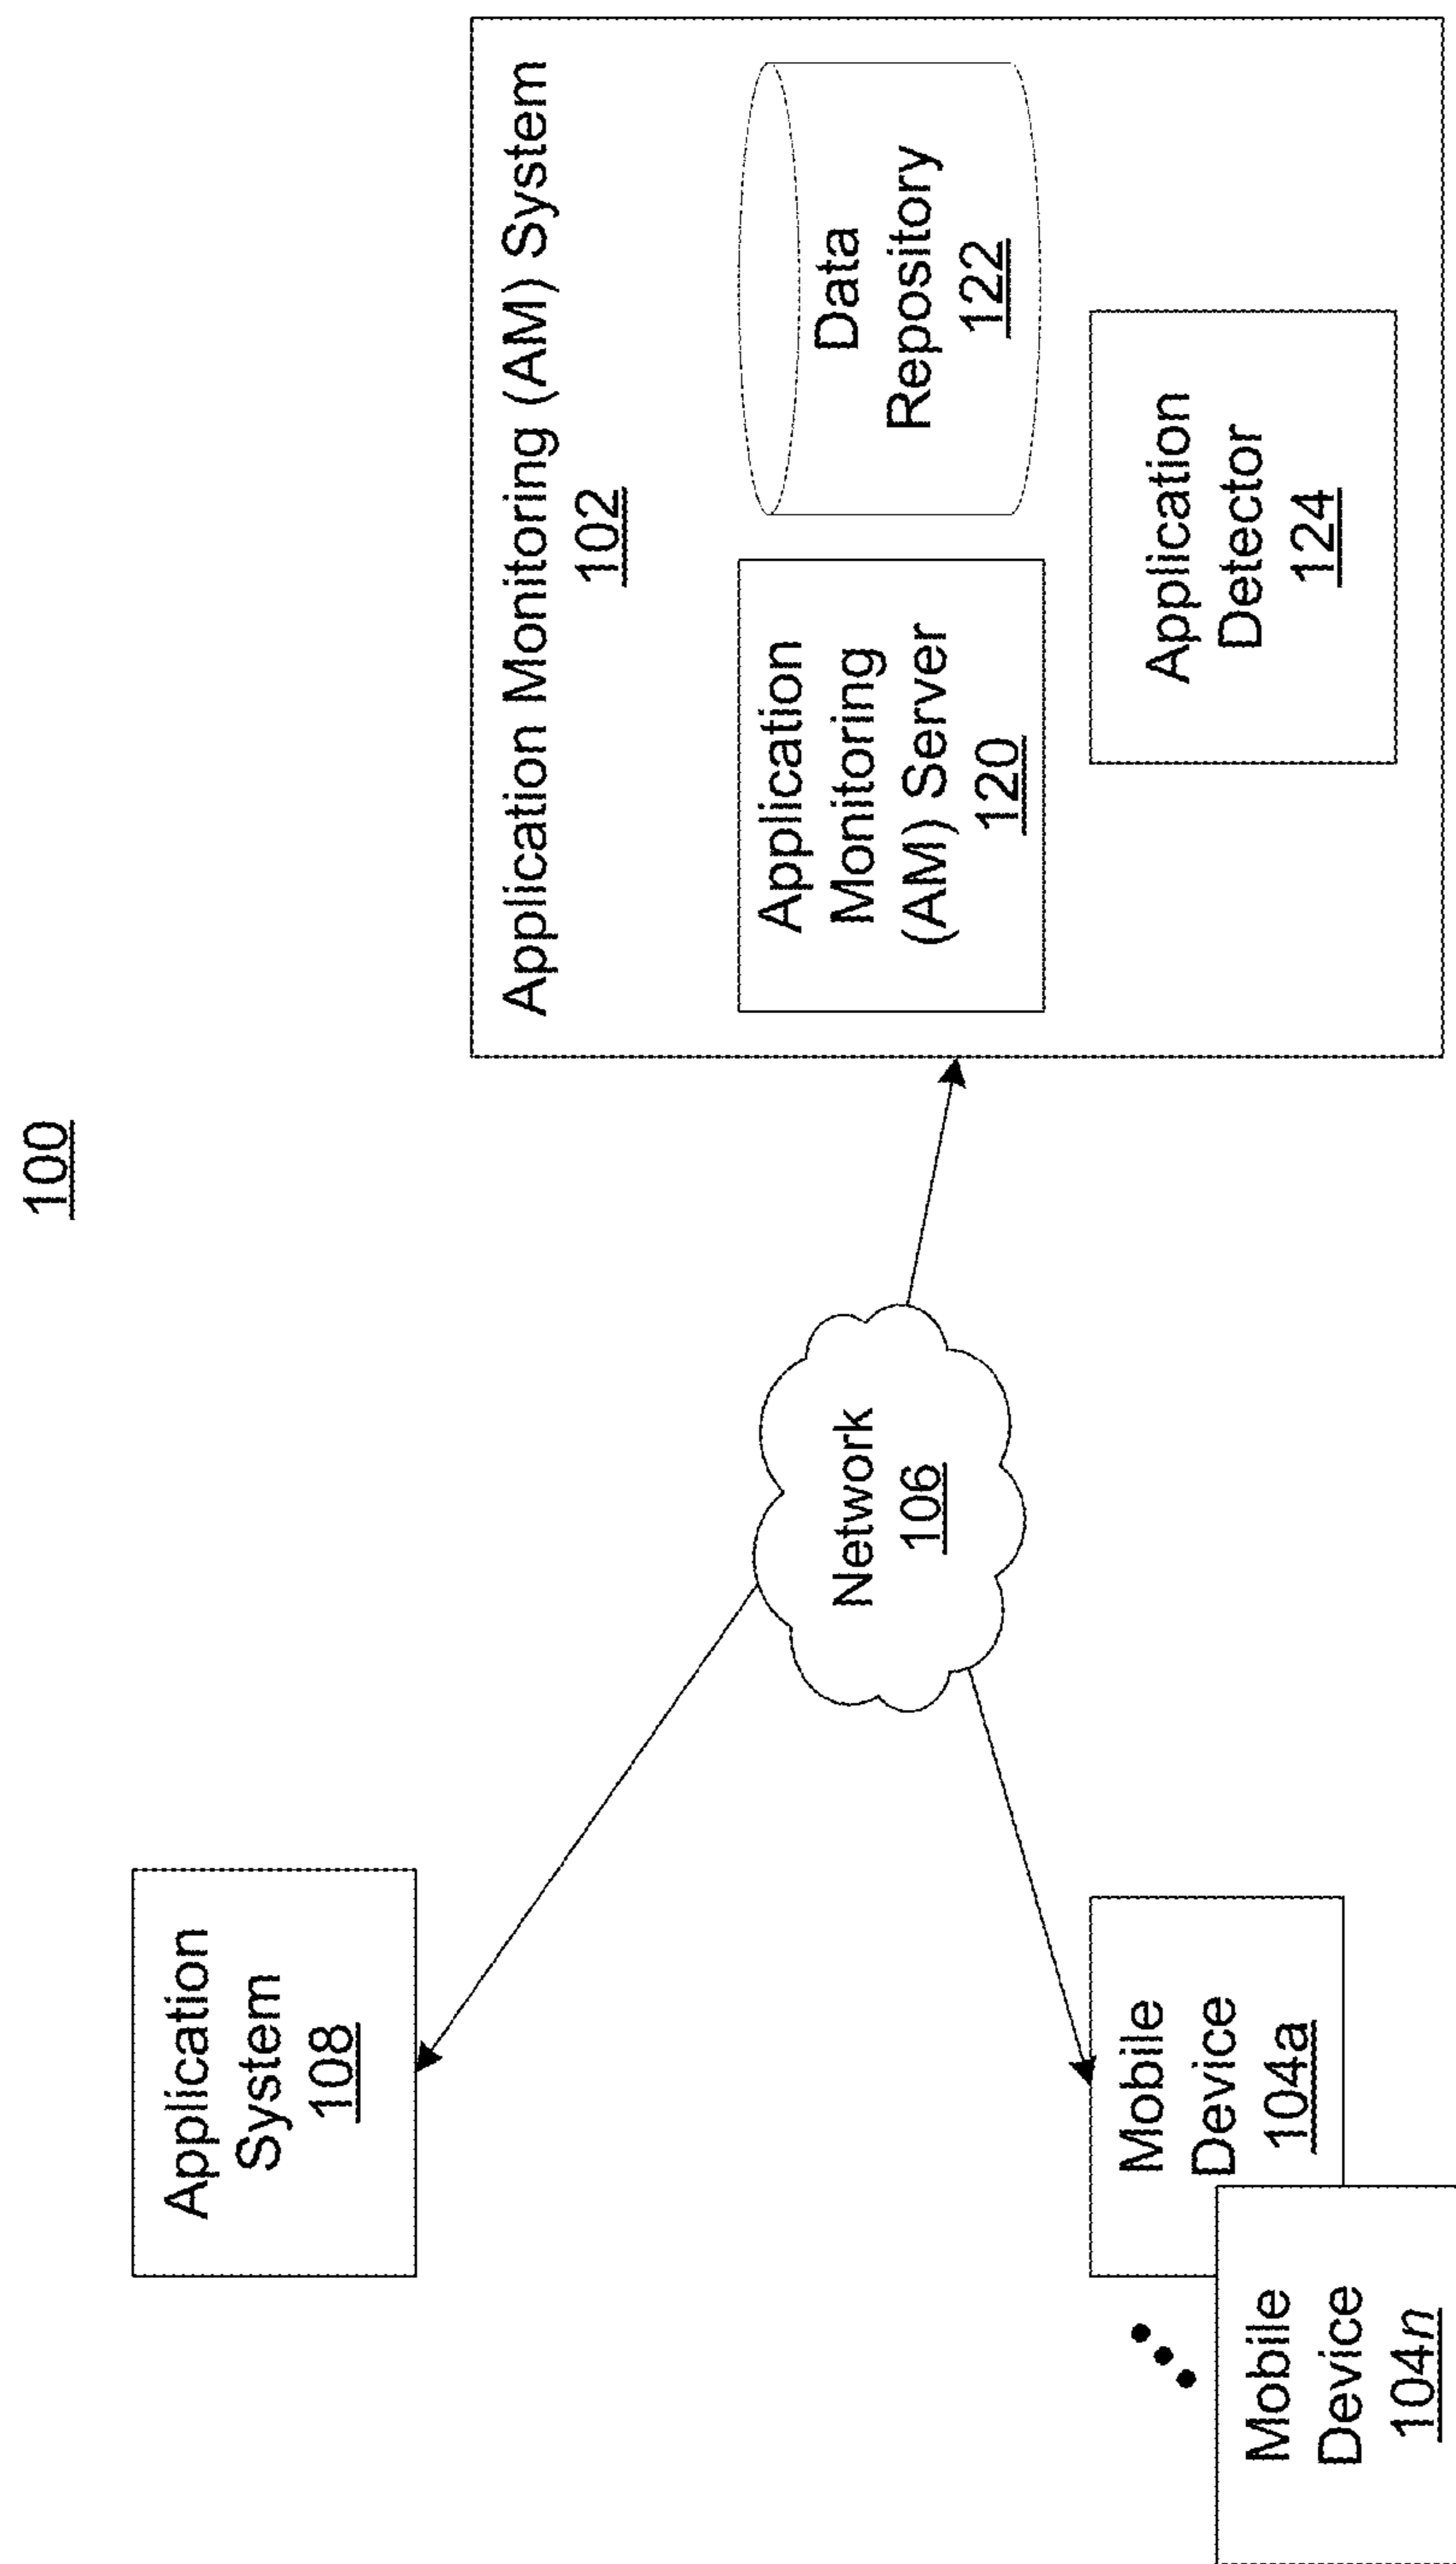 100
Application
System
108
Mobile
Device
104a
Mobile
Device
104n
Network
106
Application Monitoring (AM) System
102
Application
Monitoring
(AM) Server
120
Data
Repository
122
Application
Detector
124